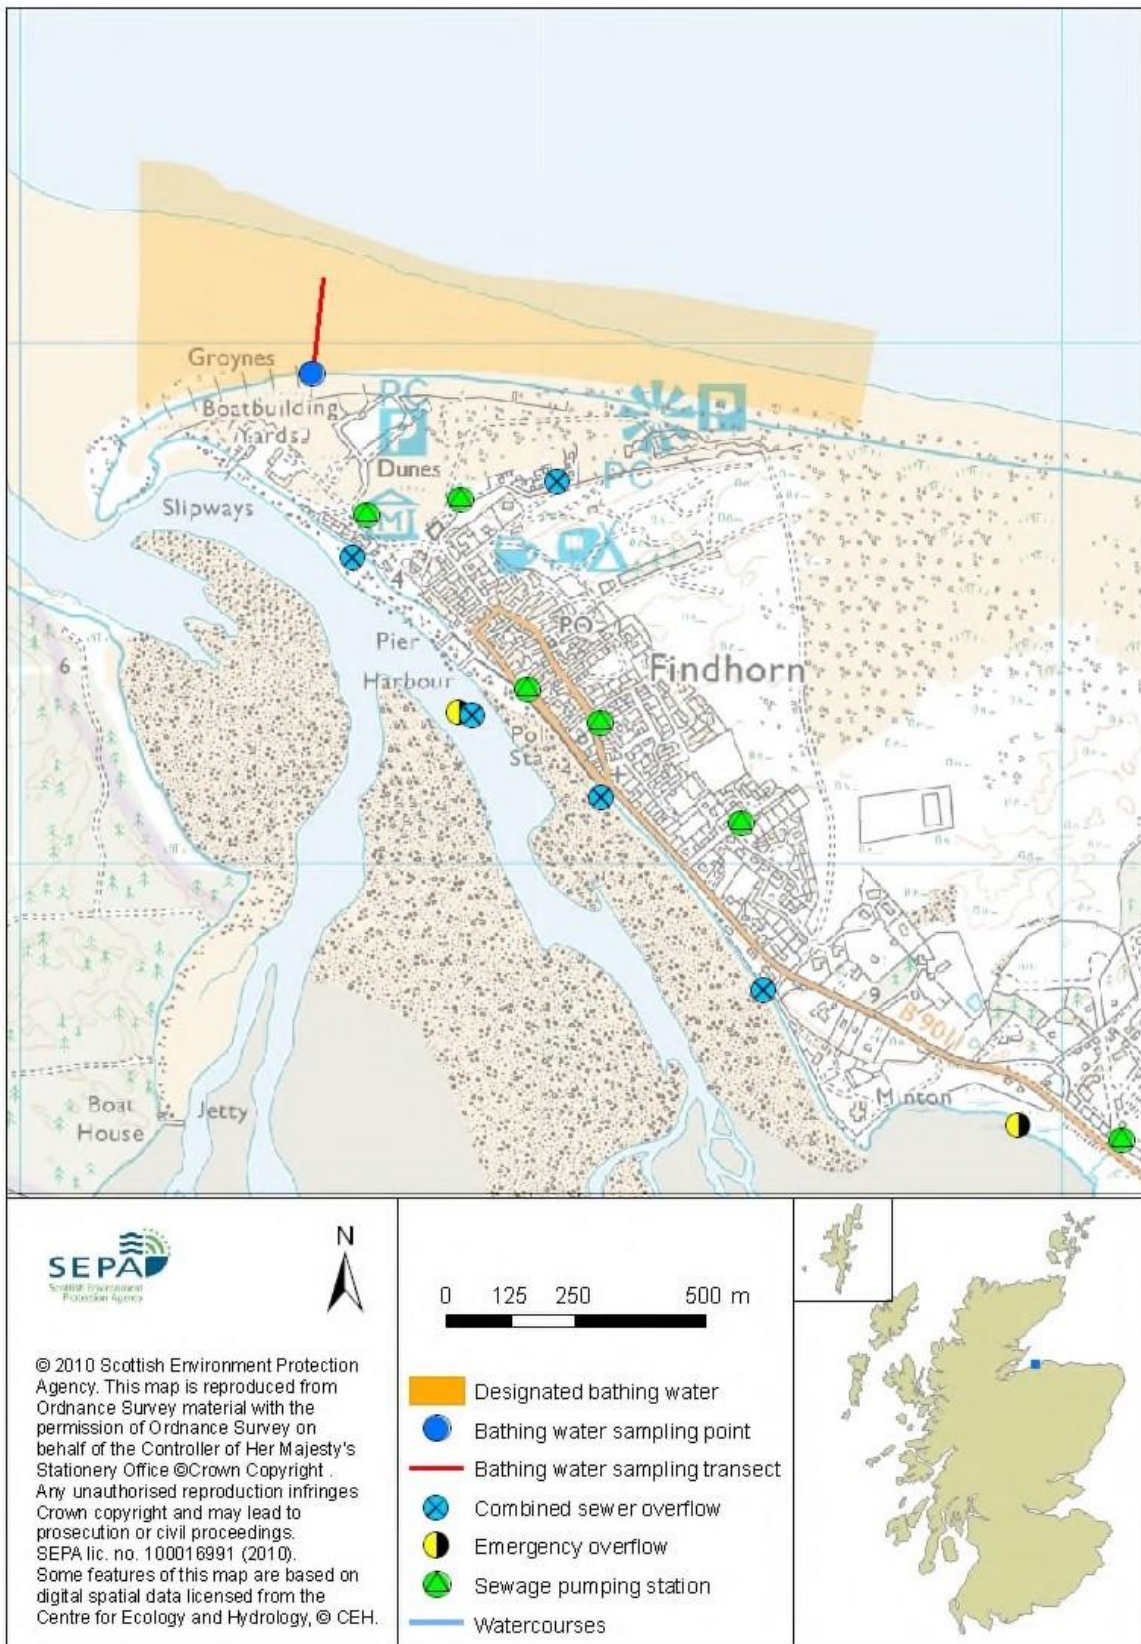 Groynes
PC
Boatbuilding
Yards
P
P
Dunes
PC
Slipways
M
4
PO
Pier
6
Findhorn
Harbour
Pol
Sta
9
B 9011
Minton
Boat
House
Jetty
SEPA
Scottish Environment
Protection Agency
N
0 125 250 500 m
© 2010 Scottish Environment Protection
Agency. This map is reproduced from
Ordnance Survey material with the
permission of Ordnance Survey on
behalf of the Controller of Her Majesty's
Stationery Office ©Crown Copyright .
Any unauthorised reproduction infringes
Crown copyright and may lead to
prosecution or civil proceedings.
SEPA lic. no. 100016991 (2010).
Some features of this map are based on
digital spatial data licensed from the
Centre for Ecology and Hydrology, © CEH.
Designated bathing water
Bathing water sampling point
Bathing water sampling transect
Combined sewer overflow
Emergency overflow
Sewage pumping station
Watercourses